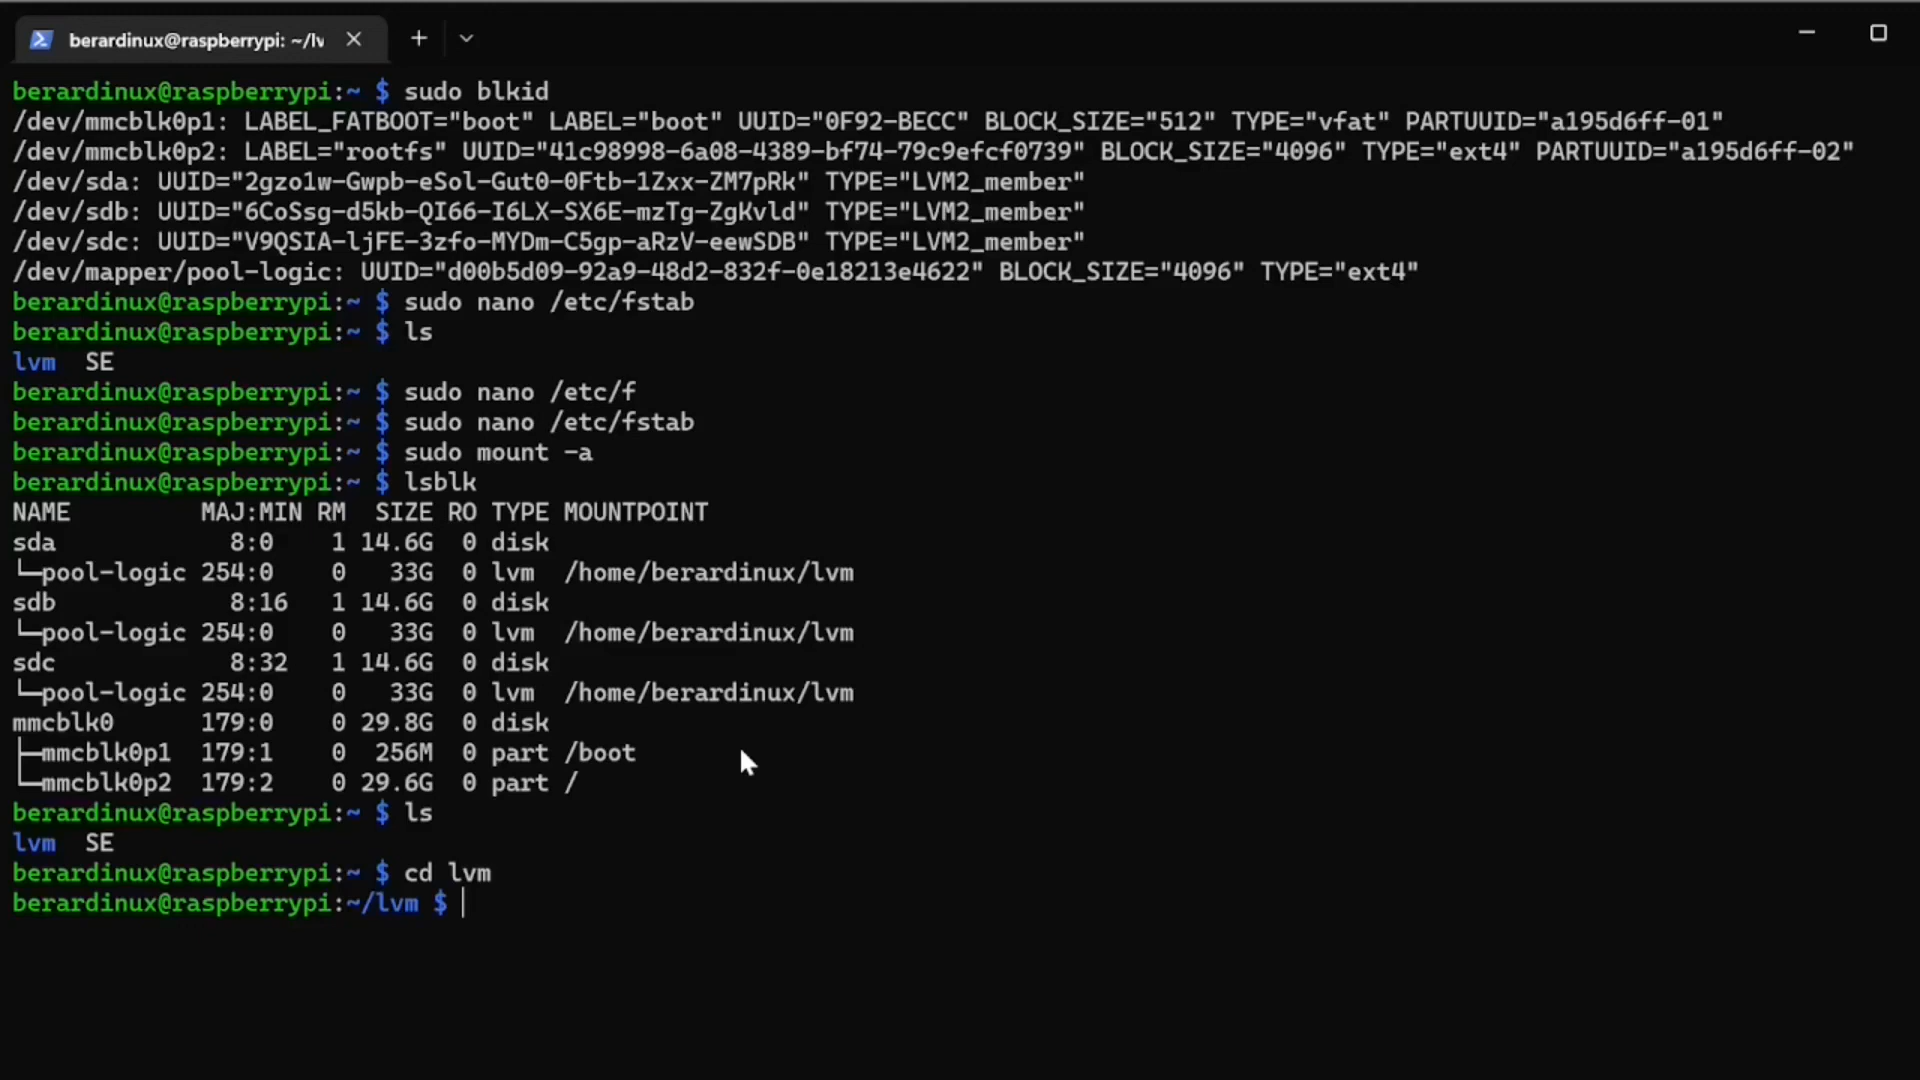 berardinux@raspberrypi: ~/lv
berardinux@raspberrypi:~ $ sudo blkid
/dev/mmcblk0p1: LABEL_FATBOOT="boot" LABEL="boot" UUID="0F92-BECC" BLOCK_SIZE="512" TYPE="vfat" PARTUUID="a195d6ff-01"
/dev/mmcblk0p2: LABEL="rootfs" UUID="41c98998-6a08-4389-bf74-79c9efcf0739" BLOCK_SIZE="4096" TYPE="ext4" PARTUUID="a195d6ff-02"
/dev/sda: UUID="2gzo1w-Gwpb-eSol-Gut0-0Ftb-1Zxx-ZM7pRk" TYPE="LVM2_member"
/dev/sdb: UUID="6CoSsg-d5kb-QI66-I6LX-SX6E-mzTg-ZgKvld" TYPE="LVM2_member"
/dev/sdc: UUID="V9QSIA-ljFE-3zfo-MYDm-C5gp-aRzV-eewSDB" TYPE="LVM2_member"
/dev/mapper/pool-logic: UUID="d00b5d09-92a9-48d2-832f-0e18213e4622" BLOCK_SIZE="4096" TYPE="ext4"
berardinux@raspberrypi:~ $ sudo nano /etc/fstab
berardinux@raspberrypi:~ $ ls
lvm  SE
berardinux@raspberrypi:~ $ sudo nano /etc/f
berardinux@raspberrypi:~ $ sudo nano /etc/fstab
berardinux@raspberrypi:~ $ sudo mount -a
berardinux@raspberrypi:~ $ lsblk
NAME         MAJ:MIN RM  SIZE RO TYPE MOUNTPOINT
sda            8:0    1 14.6G  0 disk
└─pool-logic 254:0    0   33G  0 lvm  /home/berardinux/lvm
sdb            8:16   1 14.6G  0 disk
└─pool-logic 254:0    0   33G  0 lvm  /home/berardinux/lvm
sdc            8:32   1 14.6G  0 disk
└─pool-logic 254:0    0   33G  0 lvm  /home/berardinux/lvm
mmcblk0      179:0    0 29.8G  0 disk
├─mmcblk0p1  179:1    0  256M  0 part /boot
└─mmcblk0p2  179:2    0 29.6G  0 part /
berardinux@raspberrypi:~ $ ls
lvm  SE
berardinux@raspberrypi:~ $ cd lvm
berardinux@raspberrypi:~/lvm $